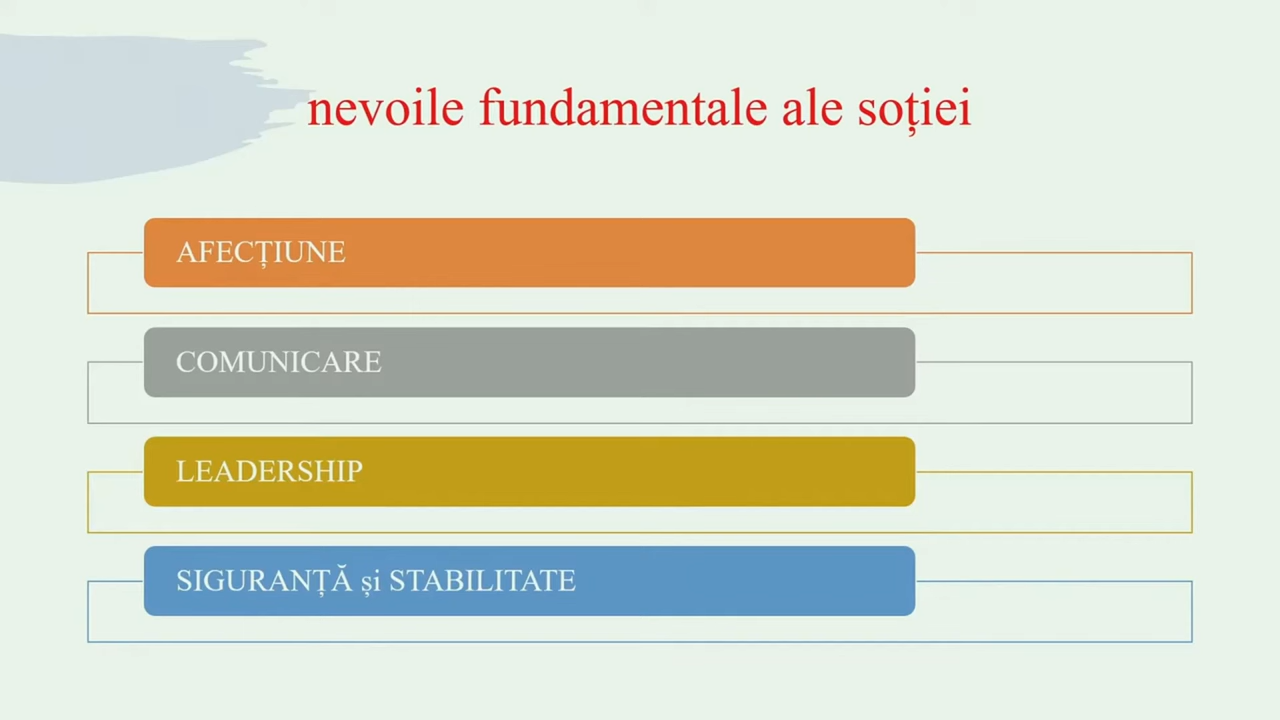 nevoile fundamentale ale soției
AFECȚIUNE
COMUNICARE
LEADERSHIP
SIGURANȚĂ și STABILITATE